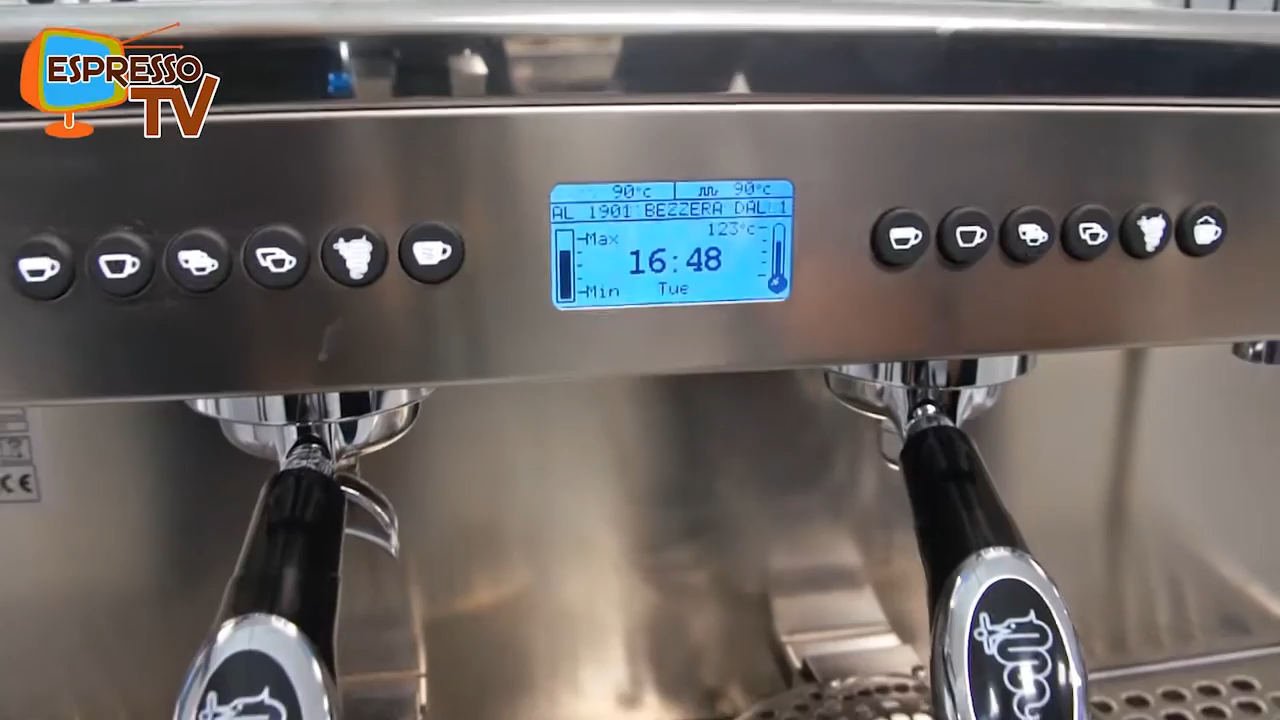 ESPRESSO
TV
90°c 90°c
AL 1901 BEZZERA DAL 1
Max 123°c
16:48
Min Tue
CE